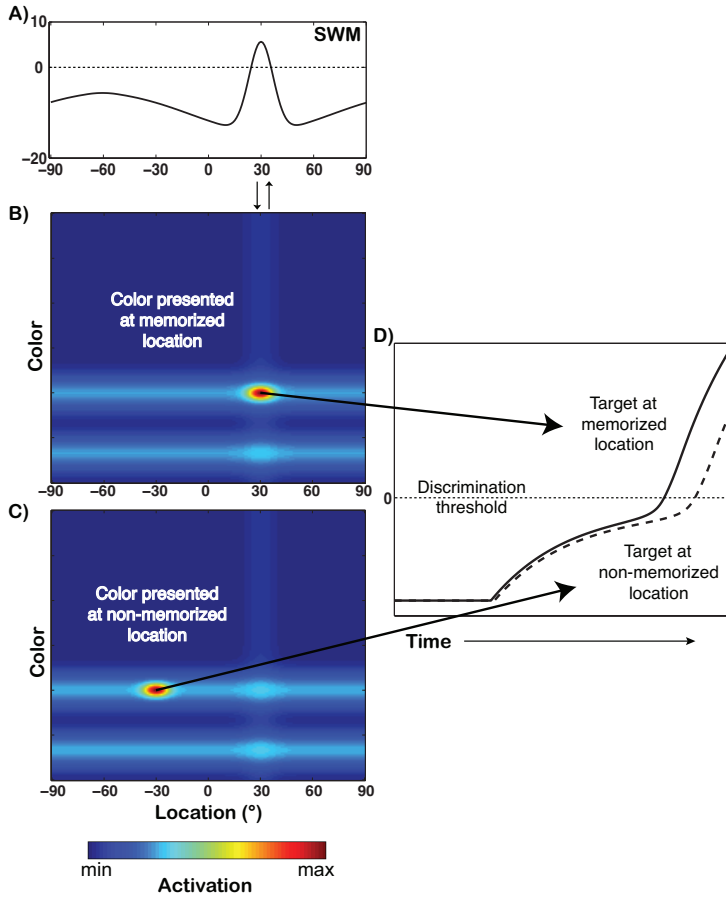 A)
10
SWM
0
−20
−90 −60 −30 0 30 60 90
B)
Color presented
at memorized
location
Color
−90 −60 −30 0 30 60 90
C)
Color presented
at non-memorized
location
Color
−90 −60 −30 0 30 60 90
Location (°)
min max
Activation
D)
Target at
memorized
location
0
Discrimination
threshold
Target at
non-memorized
location
Time